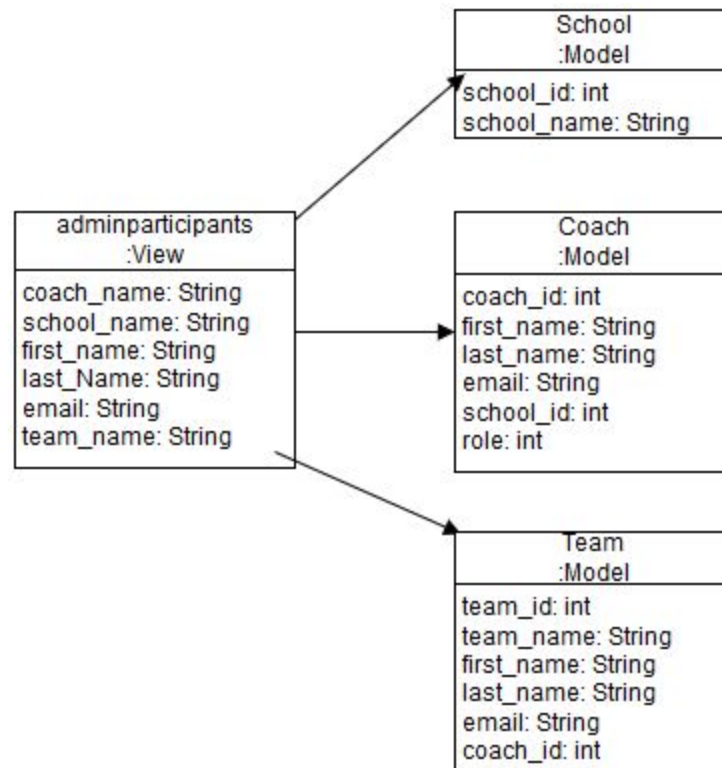 School
:Model
school_id: int
school_name: String
adminparticipants
:View
coach_name: String
school_name: String
first_name: String
last_Name: String
email: String
team_name: String
Coach
:Model
coach_id: int
first_name: String
last_name: String
email: String
school_id: int
role: int
Team
:Model
team_id: int
team_name: String
first_name: String
last_name: String
email: String
coach_id: int